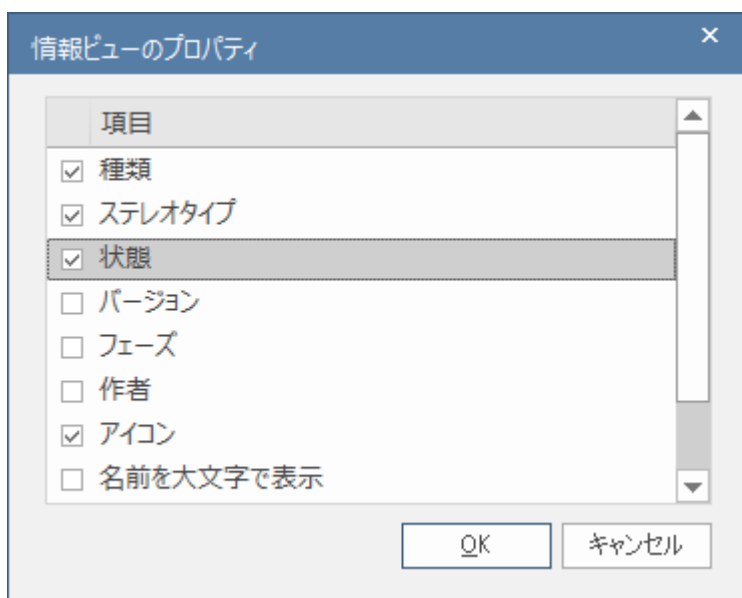 情報ビューのプロパティ
項目
種類
ステレオタイプ
状態
バージョン
フェーズ
作者
アイコン
名前を大文字で表示
OK
キャンセル